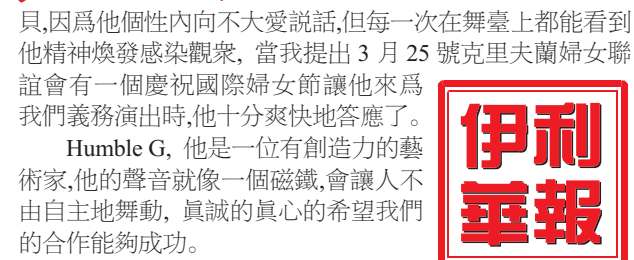 貝,因爲他個性內向不大愛説話,但每一次在舞臺上都能看到
他精神煥發感染觀衆, 當我提出 3 月 25 號克里夫蘭婦女聯
誼會有一個慶祝國際婦女節讓他來爲
我們義務演出時,他十分爽快地答應了。
Humble G, 他是一位有創造力的藝
術家,他的聲音就像一個磁鐵,會讓人不
由自主地舞動, 眞誠的眞心的希望我們
的合作能夠成功。
伊利
華報